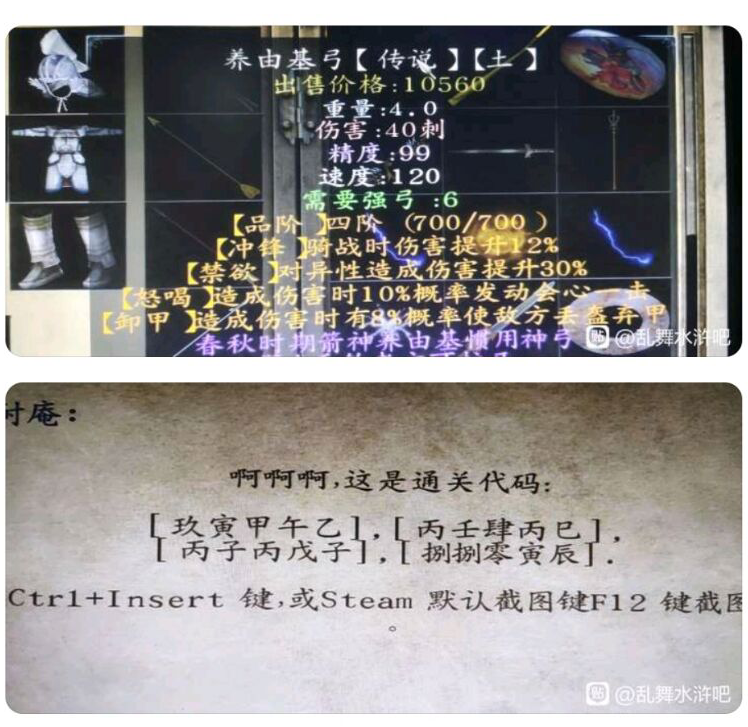 养由基弓【传说】【土】
出售价格:10560
重量:4.0
伤害:40刺
精度:99
速度:120
需要强弓:6
【品阶】四阶（700/700）
【冲锋】骑战时伤害提升12%
【禁欲】对异性造成伤害提升30%
【怒喝】造成伤害时10%概率发动会心一击
【卸甲】造成伤害时有8%概率使敌方丢盔弃甲
春秋时期箭神养由基惯用神弓
贴 @乱舞水浒吧
庵:
啊啊啊,这是通关代码:
[玖寅甲午乙],[丙壬肆丙巳],
[丙子丙戊子],[捌捌零寅辰].
Ctrl+Insert 键,或Steam 默认截图键F12 键截图
。
贴 @乱舞水浒吧